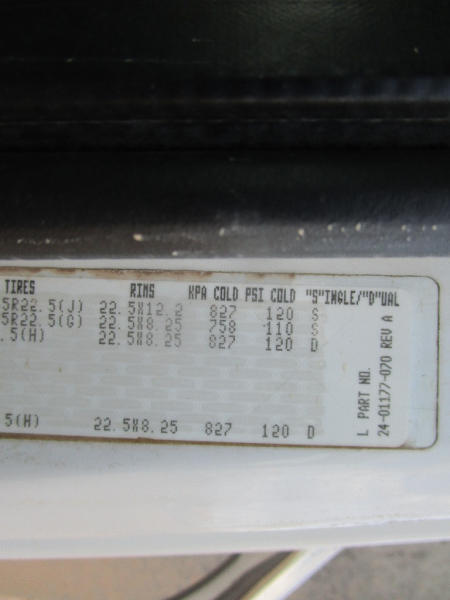 TIRES RIMS KPA COLD PSI COLD "S"INGLE/"D"UAL
5R22.5(J) 22.5X12.2 827 120 S
5R22.5(G) 22.5X8.25 758 110 S
.5(H) 22.5X8.25 827 120 D
5(H) 22.5X8.25 827 120 D
L PART NO.
24-01177-070 REV A